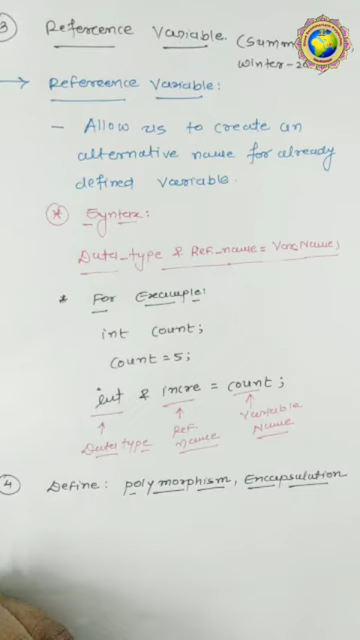 3 Reference Variable. (Summ
Winter-20
→ Reference Variable:
- Allow us to create an
alternative name for already
defined variable.
* Syntax:
Data_type & Ref_name = Var_Name;
* For Example:
int count;
count = 5;
int & incre = count;
Data type Ref Name Variable Name
4 Define: polymorphism, Encapsulation